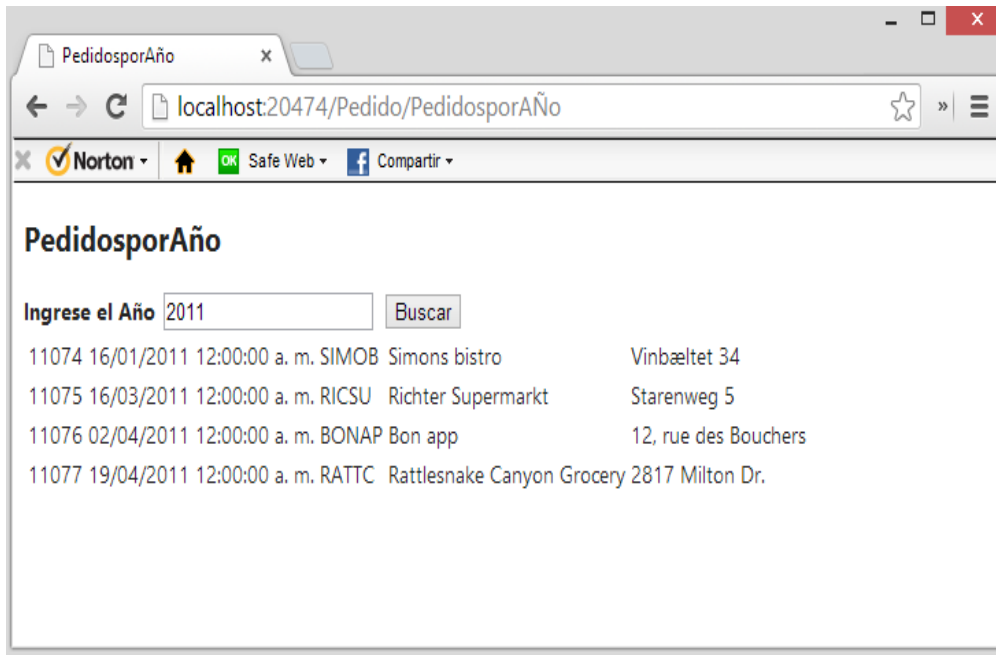 PedidosporAño
localhost:20474/Pedido/PedidosporAÑo
Norton
OK Safe Web
f Compartir
PedidosporAño
Ingrese el Año 2011 Buscar
11074 16/01/2011 12:00:00 a. m. SIMOB Simons bistro Vinbæltet 34
11075 16/03/2011 12:00:00 a. m. RICSU Richter Supermarkt Starenweg 5
11076 02/04/2011 12:00:00 a. m. BONAP Bon app 12, rue des Bouchers
11077 19/04/2011 12:00:00 a. m. RATTC Rattlesnake Canyon Grocery 2817 Milton Dr.